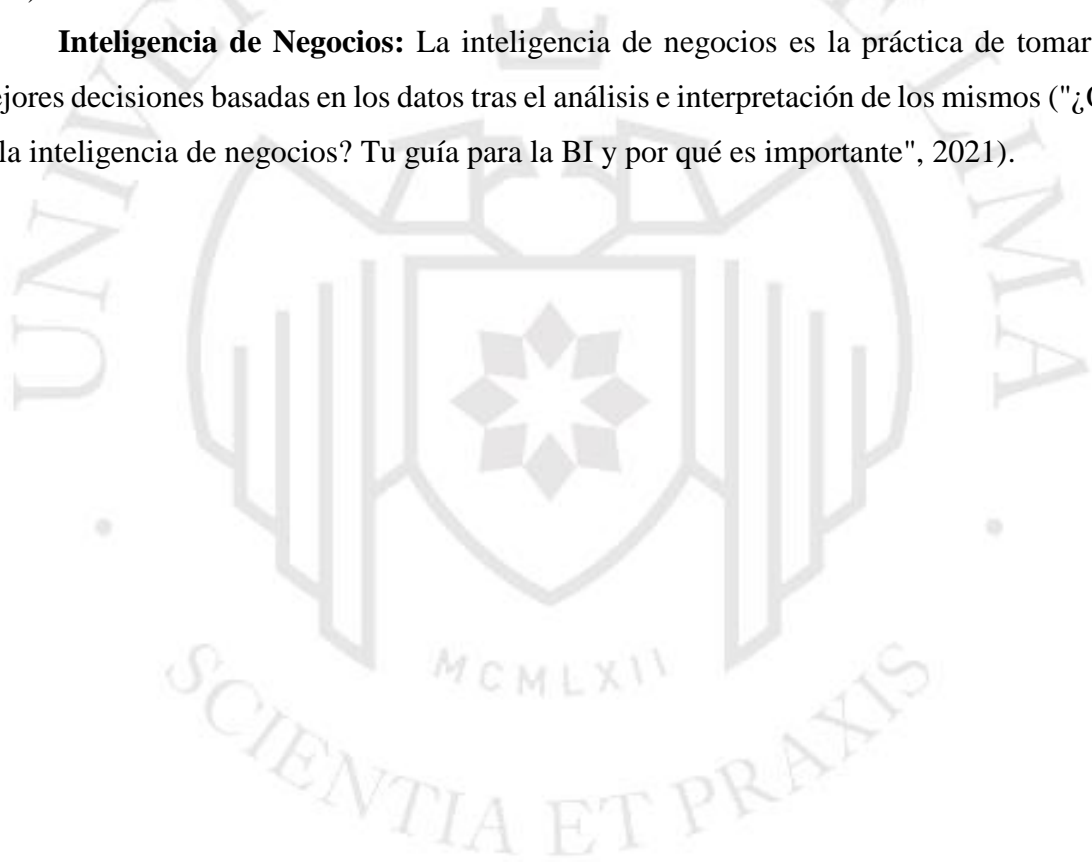 Inteligencia de Negocios: La inteligencia de negocios es la práctica de tomar
ejores decisiones basadas en los datos tras el análisis e interpretación de los mismos ("¿
la inteligencia de negocios? Tu guía para la BI y por qué es importante", 2021).
UNIVE
LIMA
MCMLXII
SCIENTIA ET PRAXIS